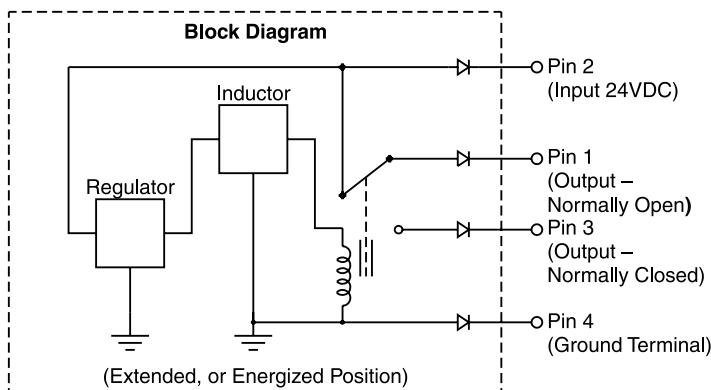 Block Diagram
Pin 2
(Input 24VDC)
Inductor
Pin 1
(Output –
Normally Open)
Regulator
Pin 3
(Output –
Normally Closed)
Pin 4
(Ground Terminal)
(Extended, or Energized Position)